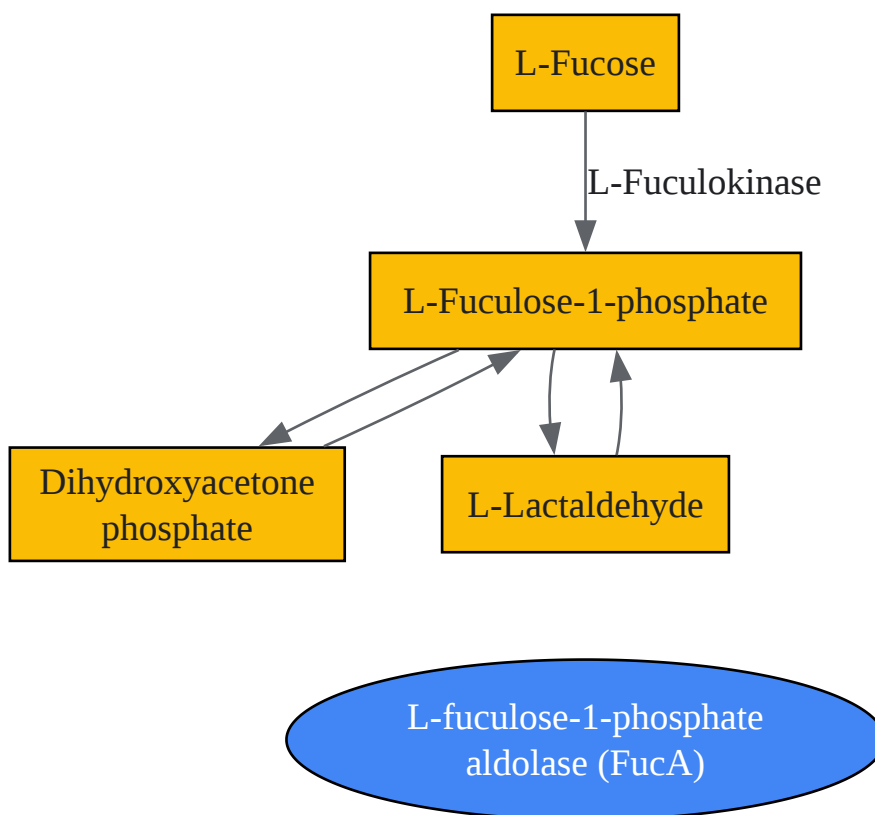 L-Fucose
L-Fuculokinase
L-Fuculose-1-phosphate
Dihydroxyacetone
phosphate
L-Lactaldehyde
L-fuculose-1-phosphate
aldolase (FucA)